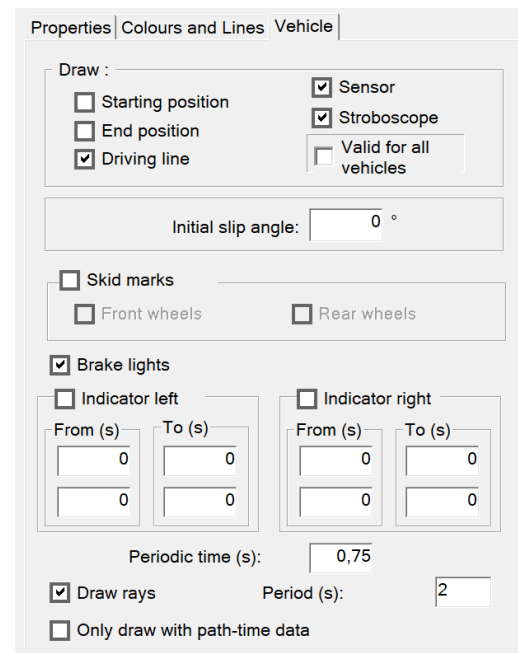 Properties Colours and Lines Vehicle
Draw :
Starting position
End position
Driving line
Sensor
Stroboscope
Valid for all
vehicles
Initial slip angle: 0 °
Skid marks
Front wheels Rear wheels
Brake lights
Indicator left
From (s) To (s)
0 0
0 0
Indicator right
From (s) To (s)
0 0
0 0
Periodic time (s): 0,75
Draw rays Period (s): 2
Only draw with path-time data